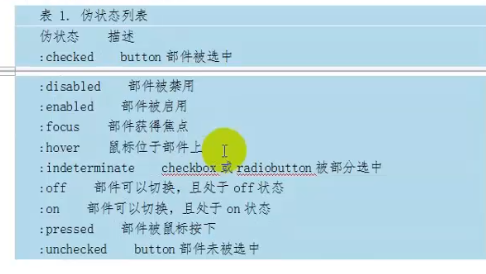 表 1. 伪状态列表
伪状态 描述
:checked button 部件被选中
:disabled 部件被禁用
:enabled 部件被启用
:focus 部件获得焦点
:hover 鼠标位于部件上
:indeterminate checkbox 或 radiobutton 被部分选中
:off 部件可以切换，且处于 off 状态
:on 部件可以切换，且处于 on 状态
:pressed 部件被鼠标按下
:unchecked button 部件未被选中